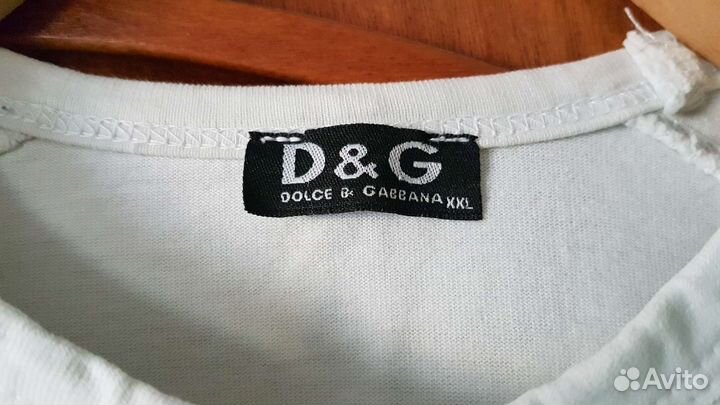 D&G
DOLCE & GABBANA XXL
Avito